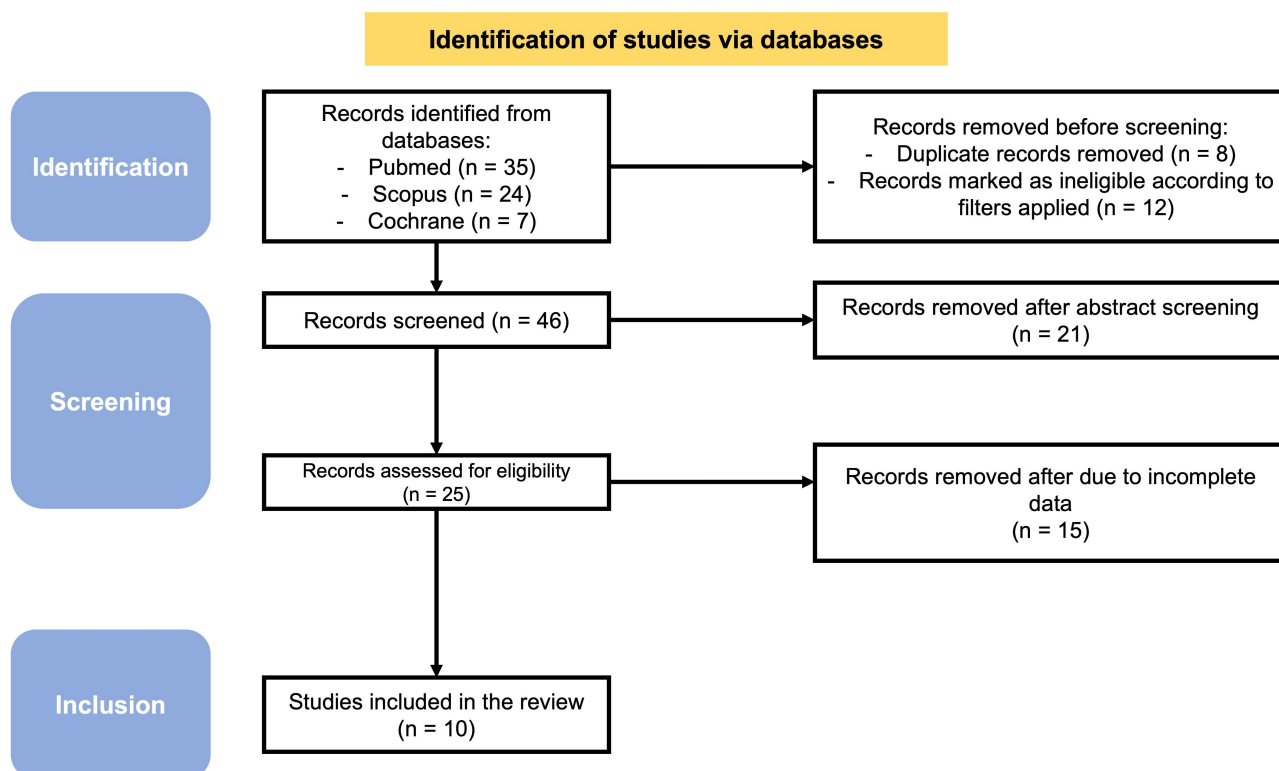 Identification of studies via databases
Identification
Records identified from
databases:
- Pubmed (n = 35)
- Scopus (n = 24)
- Cochrane (n = 7)
Records removed before screening:
- Duplicate records removed (n = 8)
- Records marked as ineligible according to
filters applied (n = 12)
Screening
Records screened (n = 46)
Records removed after abstract screening
(n = 21)
Records assessed for eligibility
(n = 25)
Records removed after due to incomplete
data
(n = 15)
Inclusion
Studies included in the review
(n = 10)